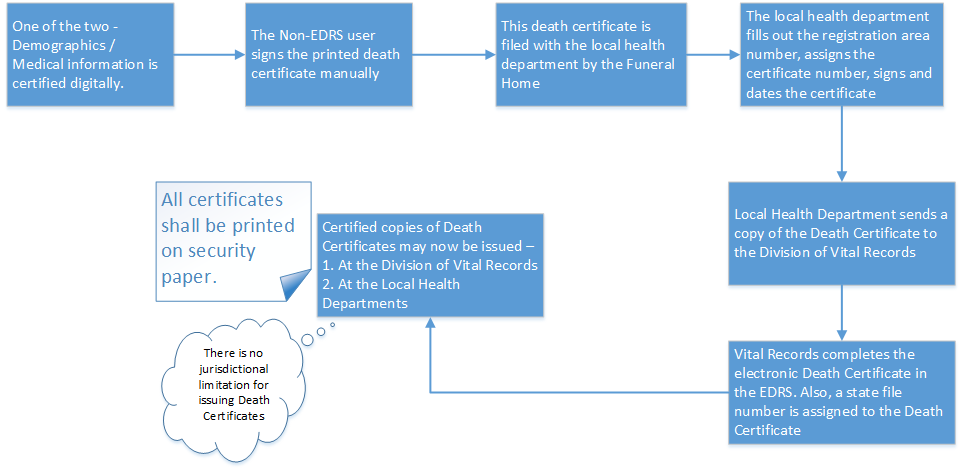 One of the two -
Demographics /
Medical information is
certified digitally.
The Non-EDRS user
signs the printed death
certificate manually
This death certificate is
filed with the local health
department by the Funeral
Home
The local health department
fills out the registration area
number, assigns the
certificate number, signs and
dates the certificate
Local Health Department sends a
copy of the Death Certificate to
the Division of Vital Records
Vital Records completes the
electronic Death Certificate in
the EDRS. Also, a state file
number is assigned to the Death
Certificate
Certified copies of Death
Certificates may now be issued –
1. At the Division of Vital Records
2. At the Local Health
Departments
All certificates
shall be printed
on security
paper.
There is no
jurisdictional
limitation for
issuing Death
Certificates